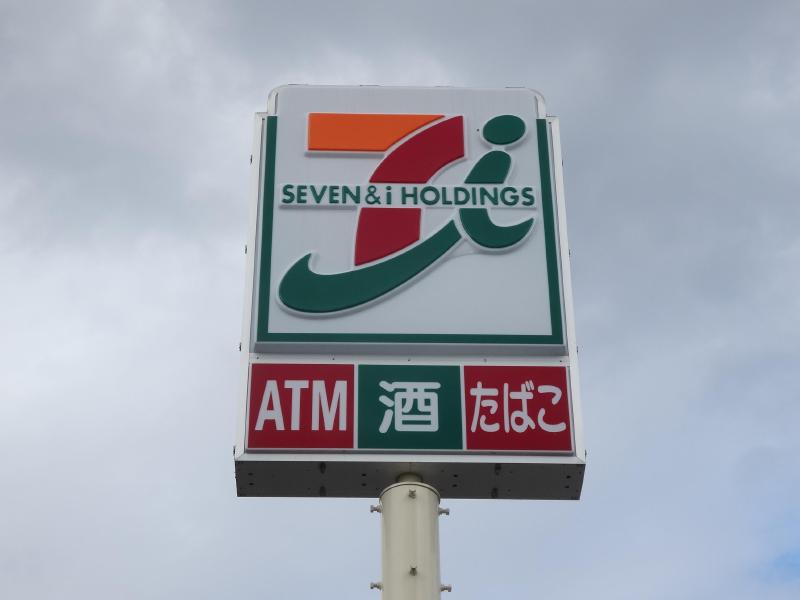 SEVEN & i HOLDINGS
ATM 酒 たばこ